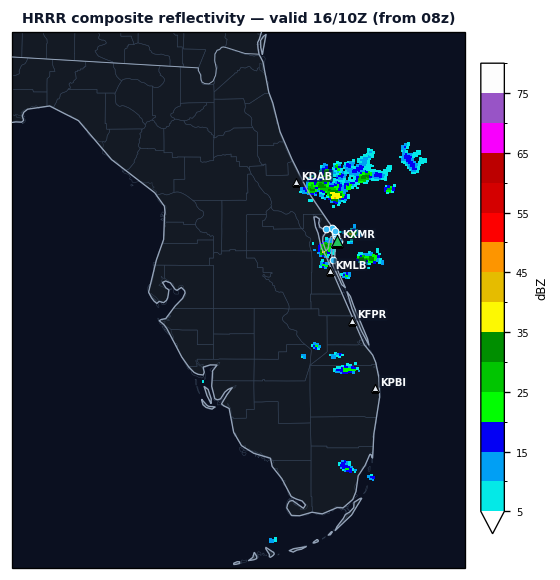 HRRR composite reflectivity — valid 16/10Z (from 08z)
KDAB
KXMR
KMLB
KFPR
KPBI
75
65
55
45
35
25
15
5
dBZ